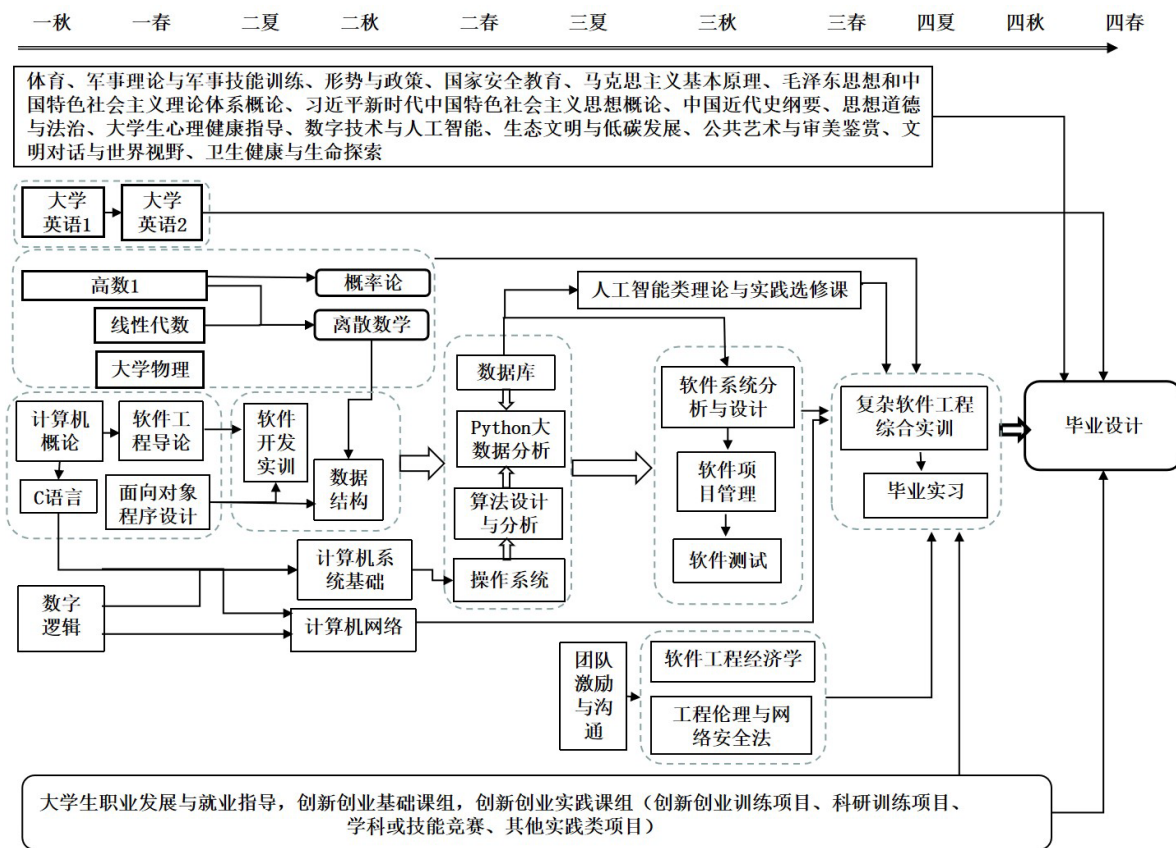 一秋 一春 二夏 二秋 二春 三夏 三秋 三春 四夏 四秋 四春
体育、军事理论与军事技能训练、形势与政策、国家安全教育、马克思主义基本原理、毛泽东思想和中
国特色社会主义理论体系概论、习近平新时代中国特色社会主义思想概论、中国近代史纲要、思想道德
与法治、大学生心理健康指导、数字技术与人工智能、生态文明与低碳发展、公共艺术与审美鉴赏、文
明对话与世界视野、卫生健康与生命探索
大学
英语1
大学
英语2
高数1
概率论
线性代数
离散数学
大学物理
人工智能类理论与实践选修课
计算机
概论
软件工
程导论
C语言
面向对象
程序设计
软件
开发
实训
数据
结构
数据库
Python大
数据分析
算法设计
与分析
操作系统
软件系统分
析与设计
软件项
目管理
软件测试
复杂软件工程
综合实训
毕业实习
毕业设计
数字
逻辑
计算机系
统基础
计算机网络
团队
激励
与沟
通
软件工程经济学
工程伦理与网
络安全法
大学生职业发展与就业指导，创新创业基础课组，创新创业实践课组（创新创业训练项目、科研训练项目、
学科或技能竞赛、其他实践类项目）